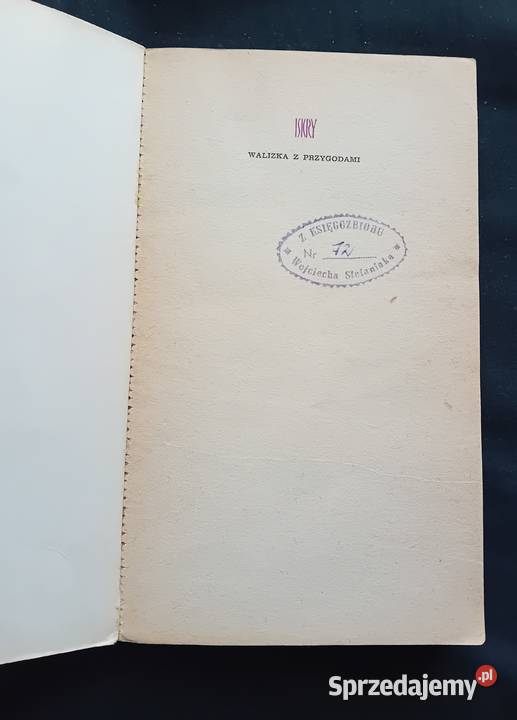 ISKRY
WALIZKA Z PRZYGODAMI
Z KSIĘGOZBIORU
Nr 72
Wojciecha Stefaniaka
Sprzedajemy.pl